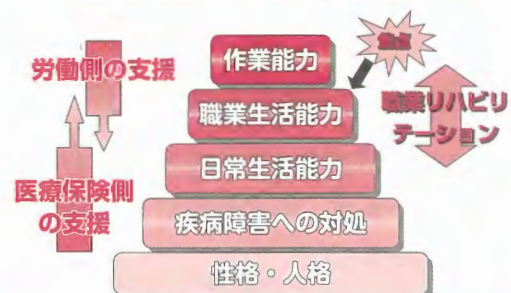 労働側の支援
作業能力
焦点
職業生活能力
職業リハビリ
テーション
日常生活能力
医療保険側
の支援
疾病障害への対処
性格・人格